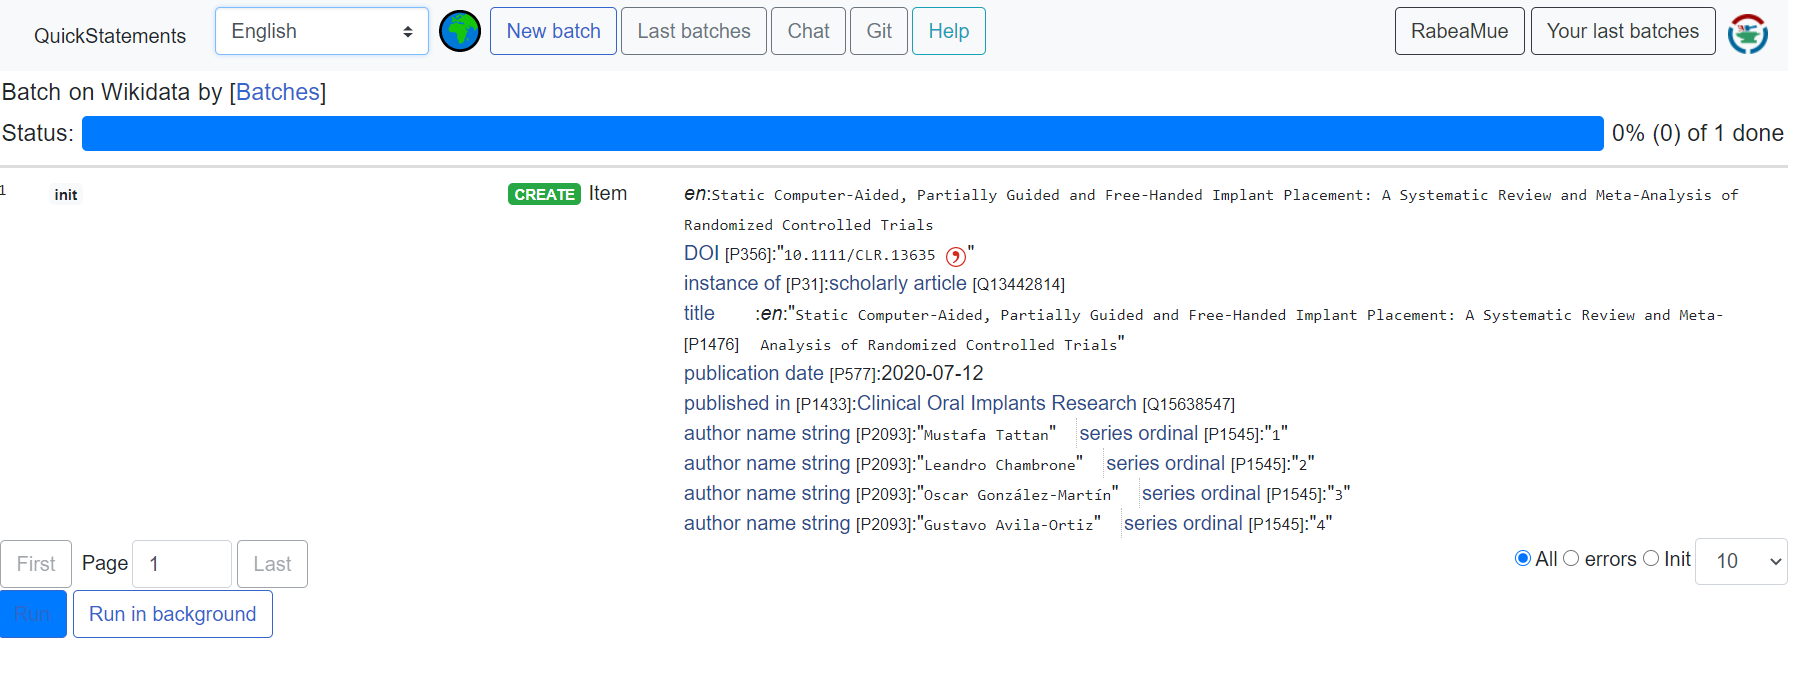 QuickStatements English New batch Last batches Chat Git Help RabeaMue Your last batches
Batch on Wikidata by [Batches]
Status: 0% (0) of 1 done
1 init CREATE Item en:Static Computer-Aided, Partially Guided and Free-Handed Implant Placement: A Systematic Review and Meta-Analysis of
Randomized Controlled Trials
DOI [P356]:"10.1111/CLR.13635 "
instance of [P31]:scholarly article [Q13442814]
title :en:"Static Computer-Aided, Partially Guided and Free-Handed Implant Placement: A Systematic Review and Meta-
[P1476] Analysis of Randomized Controlled Trials"
publication date [P577]:2020-07-12
published in [P1433]:Clinical Oral Implants Research [Q15638547]
author name string [P2093]:"Mustafa Tattan" series ordinal [P1545]:"1"
author name string [P2093]:"Leandro Chambrone" series ordinal [P1545]:"2"
author name string [P2093]:"Oscar González-Martín" series ordinal [P1545]:"3"
author name string [P2093]:"Gustavo Avila-Ortiz" series ordinal [P1545]:"4"
First Page 1 Last All errors Init 10
Run Run in background